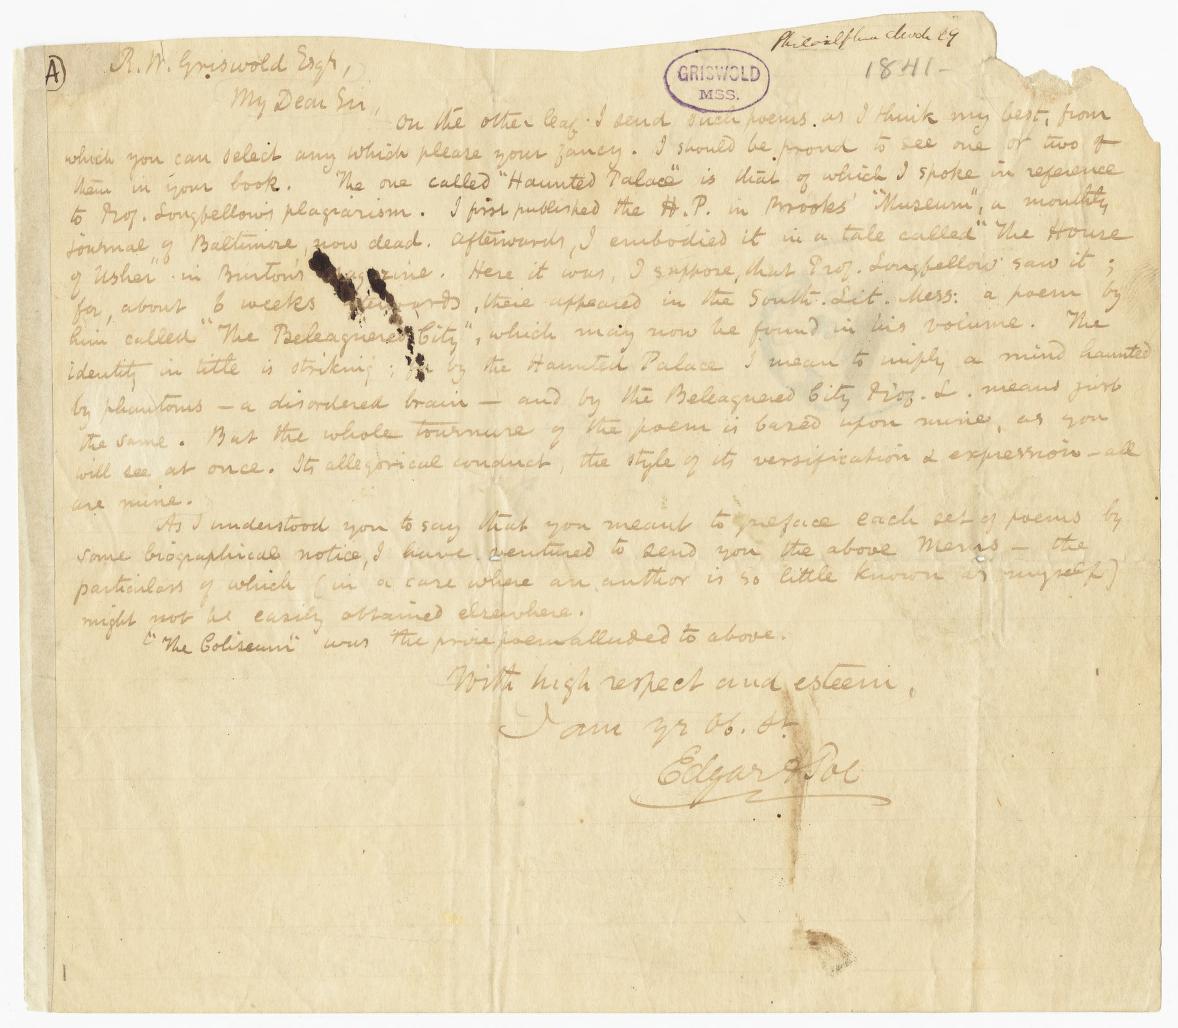 Philadelphia March 29
1841-
GRISWOLD
MSS.
A
R. W. Griswold Esqr,
My Dear Sir,
On the other leaf I send such poems as I think my best, from
which you can select any which please your fancy. I should be proud to see one or two of
them in your book. The one called "Haunted Palace" is that of which I spoke in reference
to Prof. Longfellow's plagiarism. I first published the H.P. in Brooks' "Museum", a monthly
journal of Baltimore, now dead. Afterwards, I embodied it in a tale called "The House
of Usher" in Burton's Magazine. Here it was, I suppose, that Prof. Longfellow saw it;
for, about 6 weeks afterwards, there appeared in the South. Lit. Mess: a poem by
him called "The Beleaguered City", which may now be found in his volume. The
identity in title is striking; by the Haunted Palace I mean to imply a mind haunted
by phantoms — a disordered brain — and by the Beleaguered City Prof. L. means just
the same. But the whole tournure of the poem is based upon mine, as you
will see at once. Its allegorical conduct, the style of its versification & expression — all
are mine.
As I understood you to say that you meant to preface each set of poems by
some biographical notice, I have ventured to send you the above Mems — the
particulars of which (in a case where an author is so little known as myself)
might not be easily obtained elsewhere.
"The Coliseum" was the prize poem alluded to above.
With high respect and esteem,
I am yr Ob. St.
Edgar A Poe